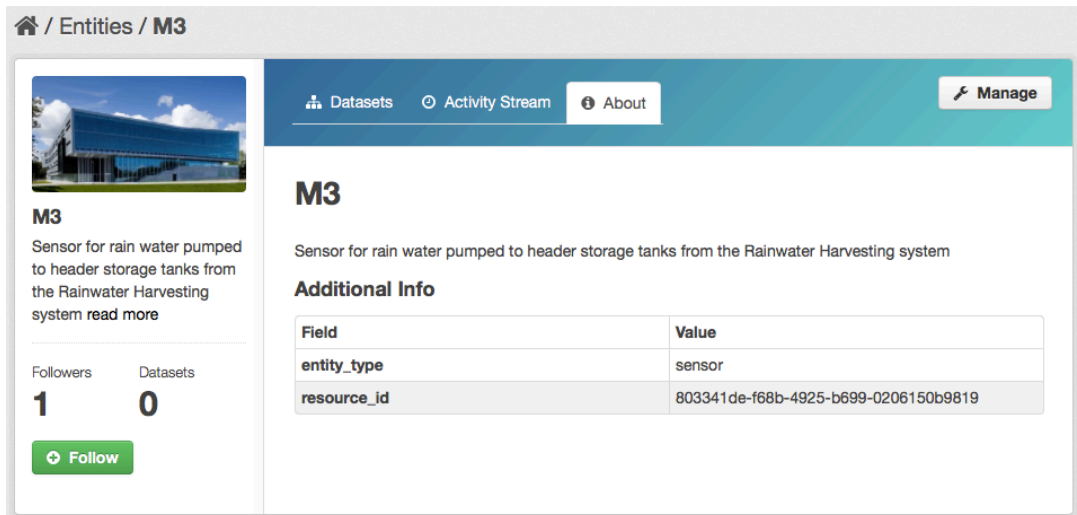 / Entities / M3
Datasets Activity Stream About Manage
M3
Sensor for rain water pumped
to header storage tanks from
the Rainwater Harvesting
system read more
Followers Datasets
1 0
Follow
M3
Sensor for rain water pumped to header storage tanks from the Rainwater Harvesting system
Additional Info
Field Value
entity_type sensor
resource_id 803341de-f68b-4925-b699-0206150b9819